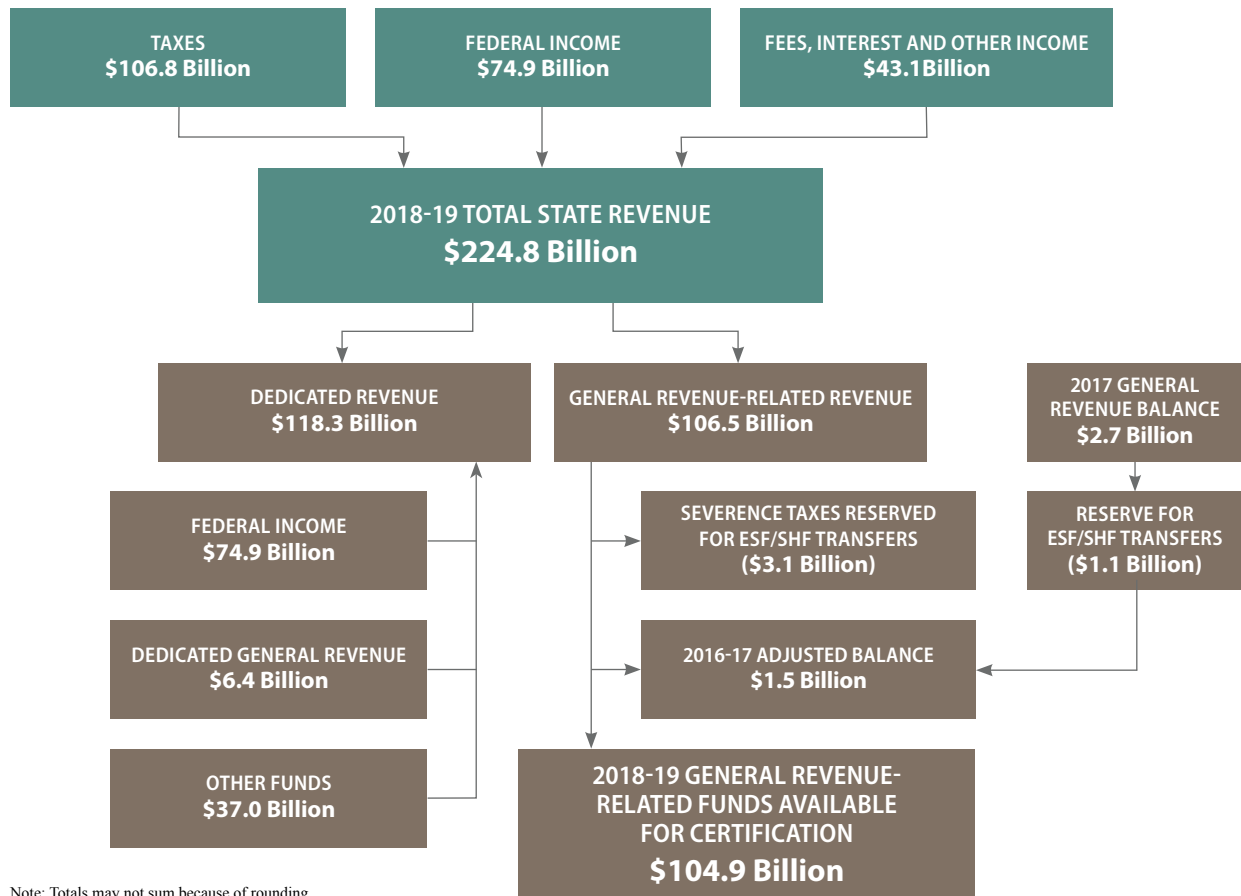 TAXES
$106.8 Billion
FEDERAL INCOME
$74.9 Billion
FEES, INTEREST AND OTHER INCOME
$43.1Billion
2018-19 TOTAL STATE REVENUE
$224.8 Billion
DEDICATED REVENUE
$118.3 Billion
GENERAL REVENUE-RELATED REVENUE
$106.5 Billion
2017 GENERAL
REVENUE BALANCE
$2.7 Billion
FEDERAL INCOME
$74.9 Billion
SEVERENCE TAXES RESERVED
FOR ESF/SHF TRANSFERS
($3.1 Billion)
RESERVE FOR
ESF/SHF TRANSFERS
($1.1 Billion)
DEDICATED GENERAL REVENUE
$6.4 Billion
2016-17 ADJUSTED BALANCE
$1.5 Billion
OTHER FUNDS
$37.0 Billion
2018-19 GENERAL REVENUE-
RELATED FUNDS AVAILABLE
FOR CERTIFICATION
$104.9 Billion
Note: Totals may not sum because of rounding